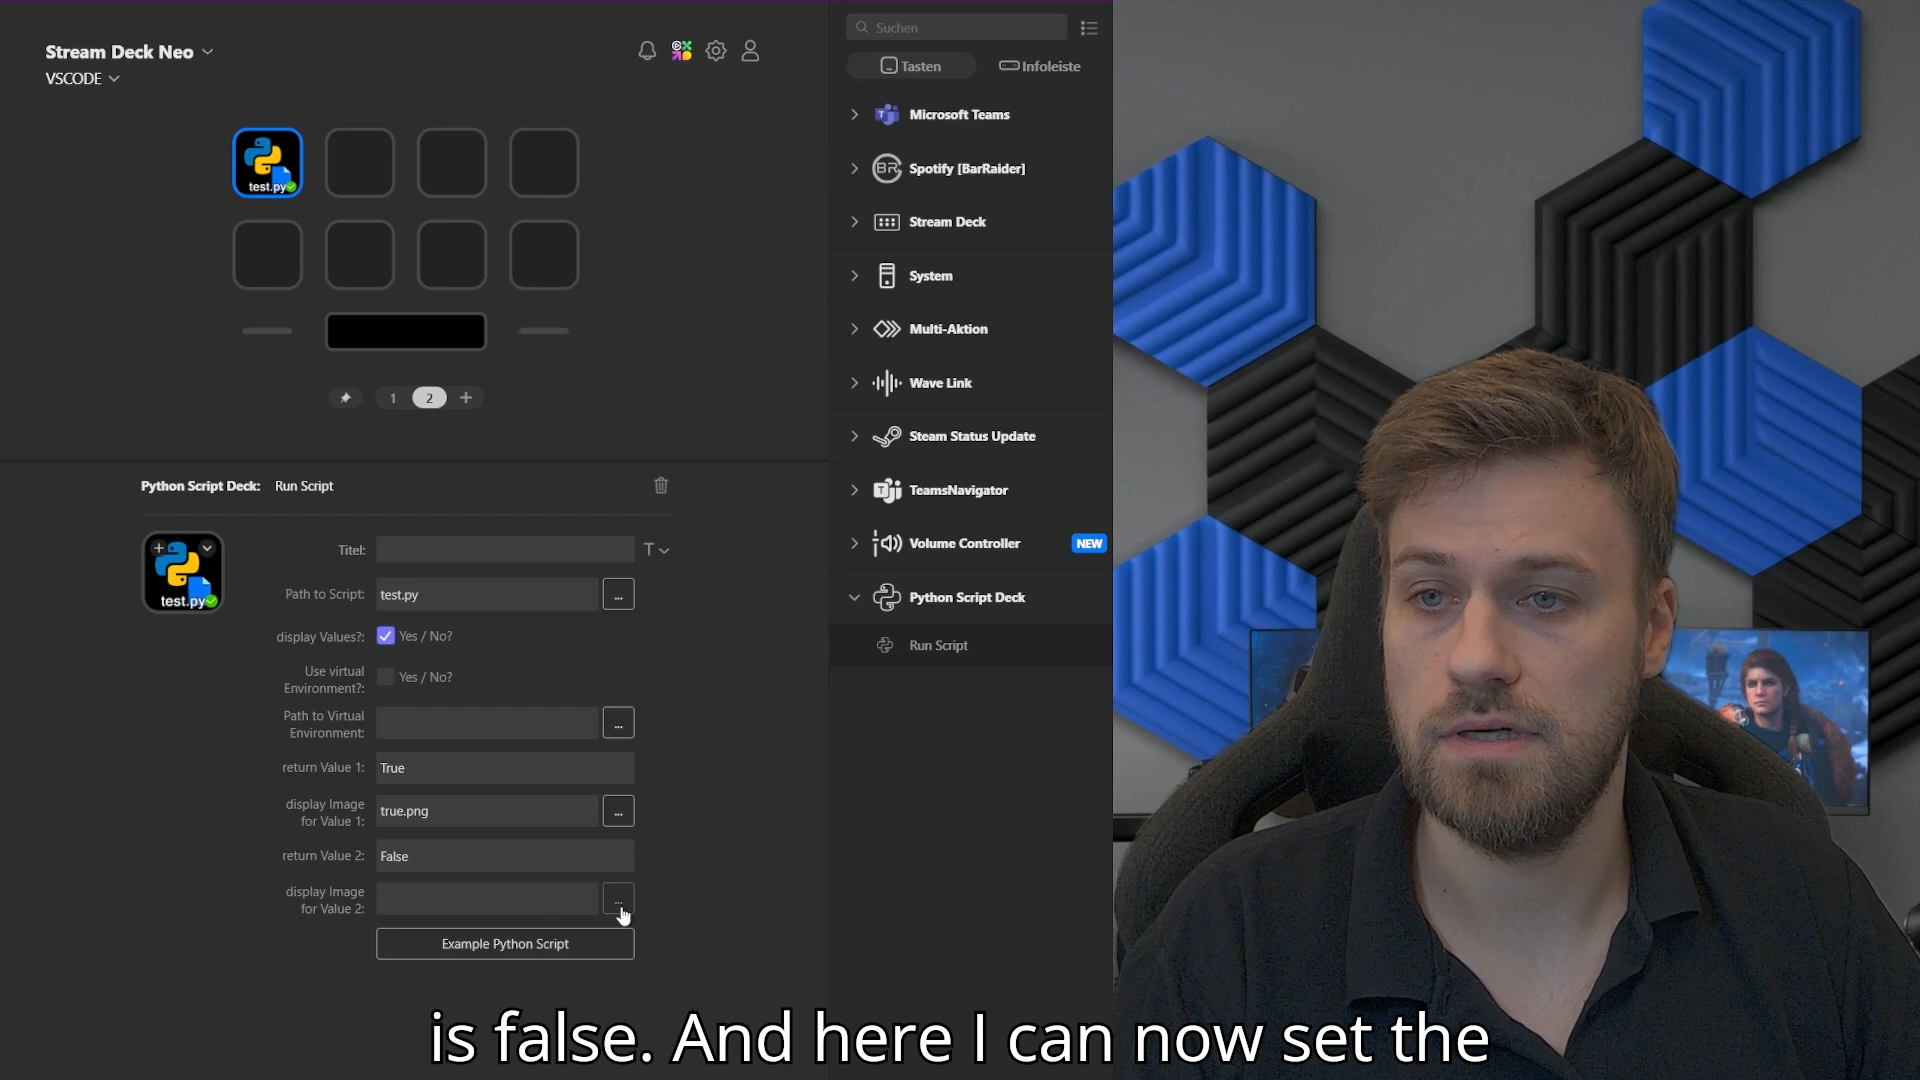 Stream Deck Neo
VSCODE
test.py
1
2
+
Python Script Deck: Run Script
test.py
Titel:
T
Path to Script: test.py ...
display Values?: Yes / No?
Use virtual
Environment?: Yes / No?
Path to Virtual
Environment: ...
return Value 1: True
display Image
for Value 1: true.png ...
return Value 2: False
display Image
for Value 2: ...
Example Python Script
Suchen
Tasten
Infoleiste
Microsoft Teams
BR Spotify [BarRaider]
Stream Deck
System
Multi-Aktion
Wave Link
Steam Status Update
TeamsNavigator
Volume Controller NEW
Python Script Deck
Run Script
is false. And here I can now set the